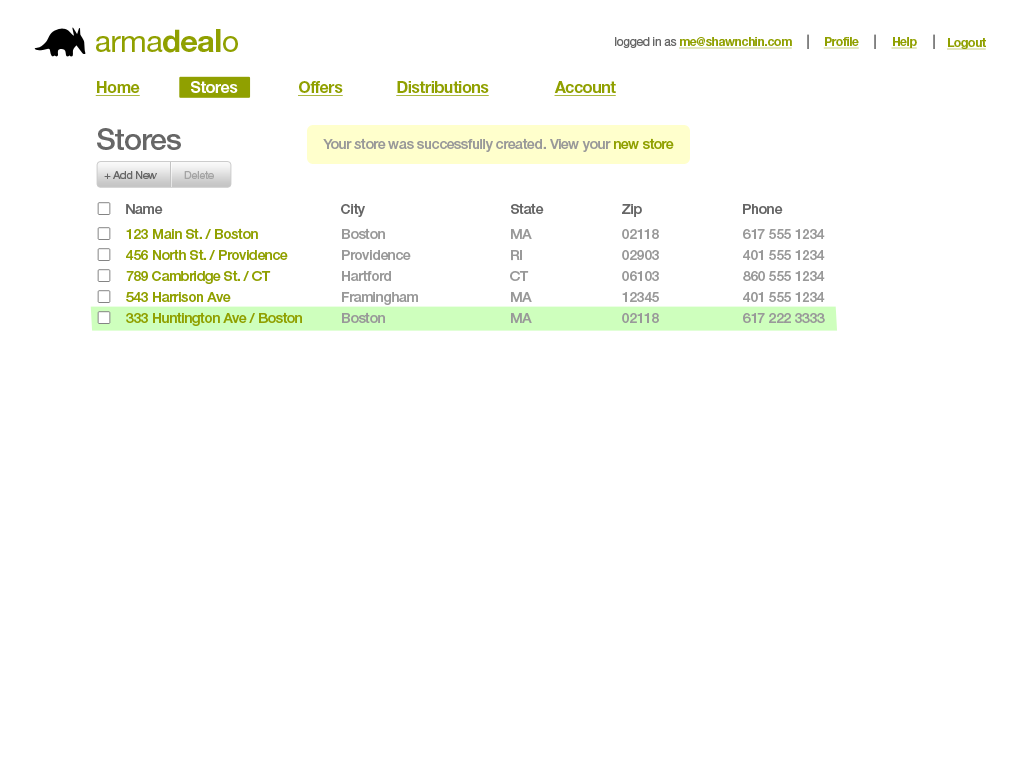 armadealo
logged in as me@shawnchin.com | Profile | Help | Logout
Home Stores Offers Distributions Account
Stores
Your store was successfully created. View your new store
+ Add New Delete
Name City State Zip Phone
123 Main St. / Boston Boston MA 02118 617 555 1234
456 North St. / Providence Providence RI 02903 401 555 1234
789 Cambridge St. / CT Hartford CT 06103 860 555 1234
543 Harrison Ave Framingham MA 12345 401 555 1234
333 Huntington Ave / Boston Boston MA 02118 617 222 3333